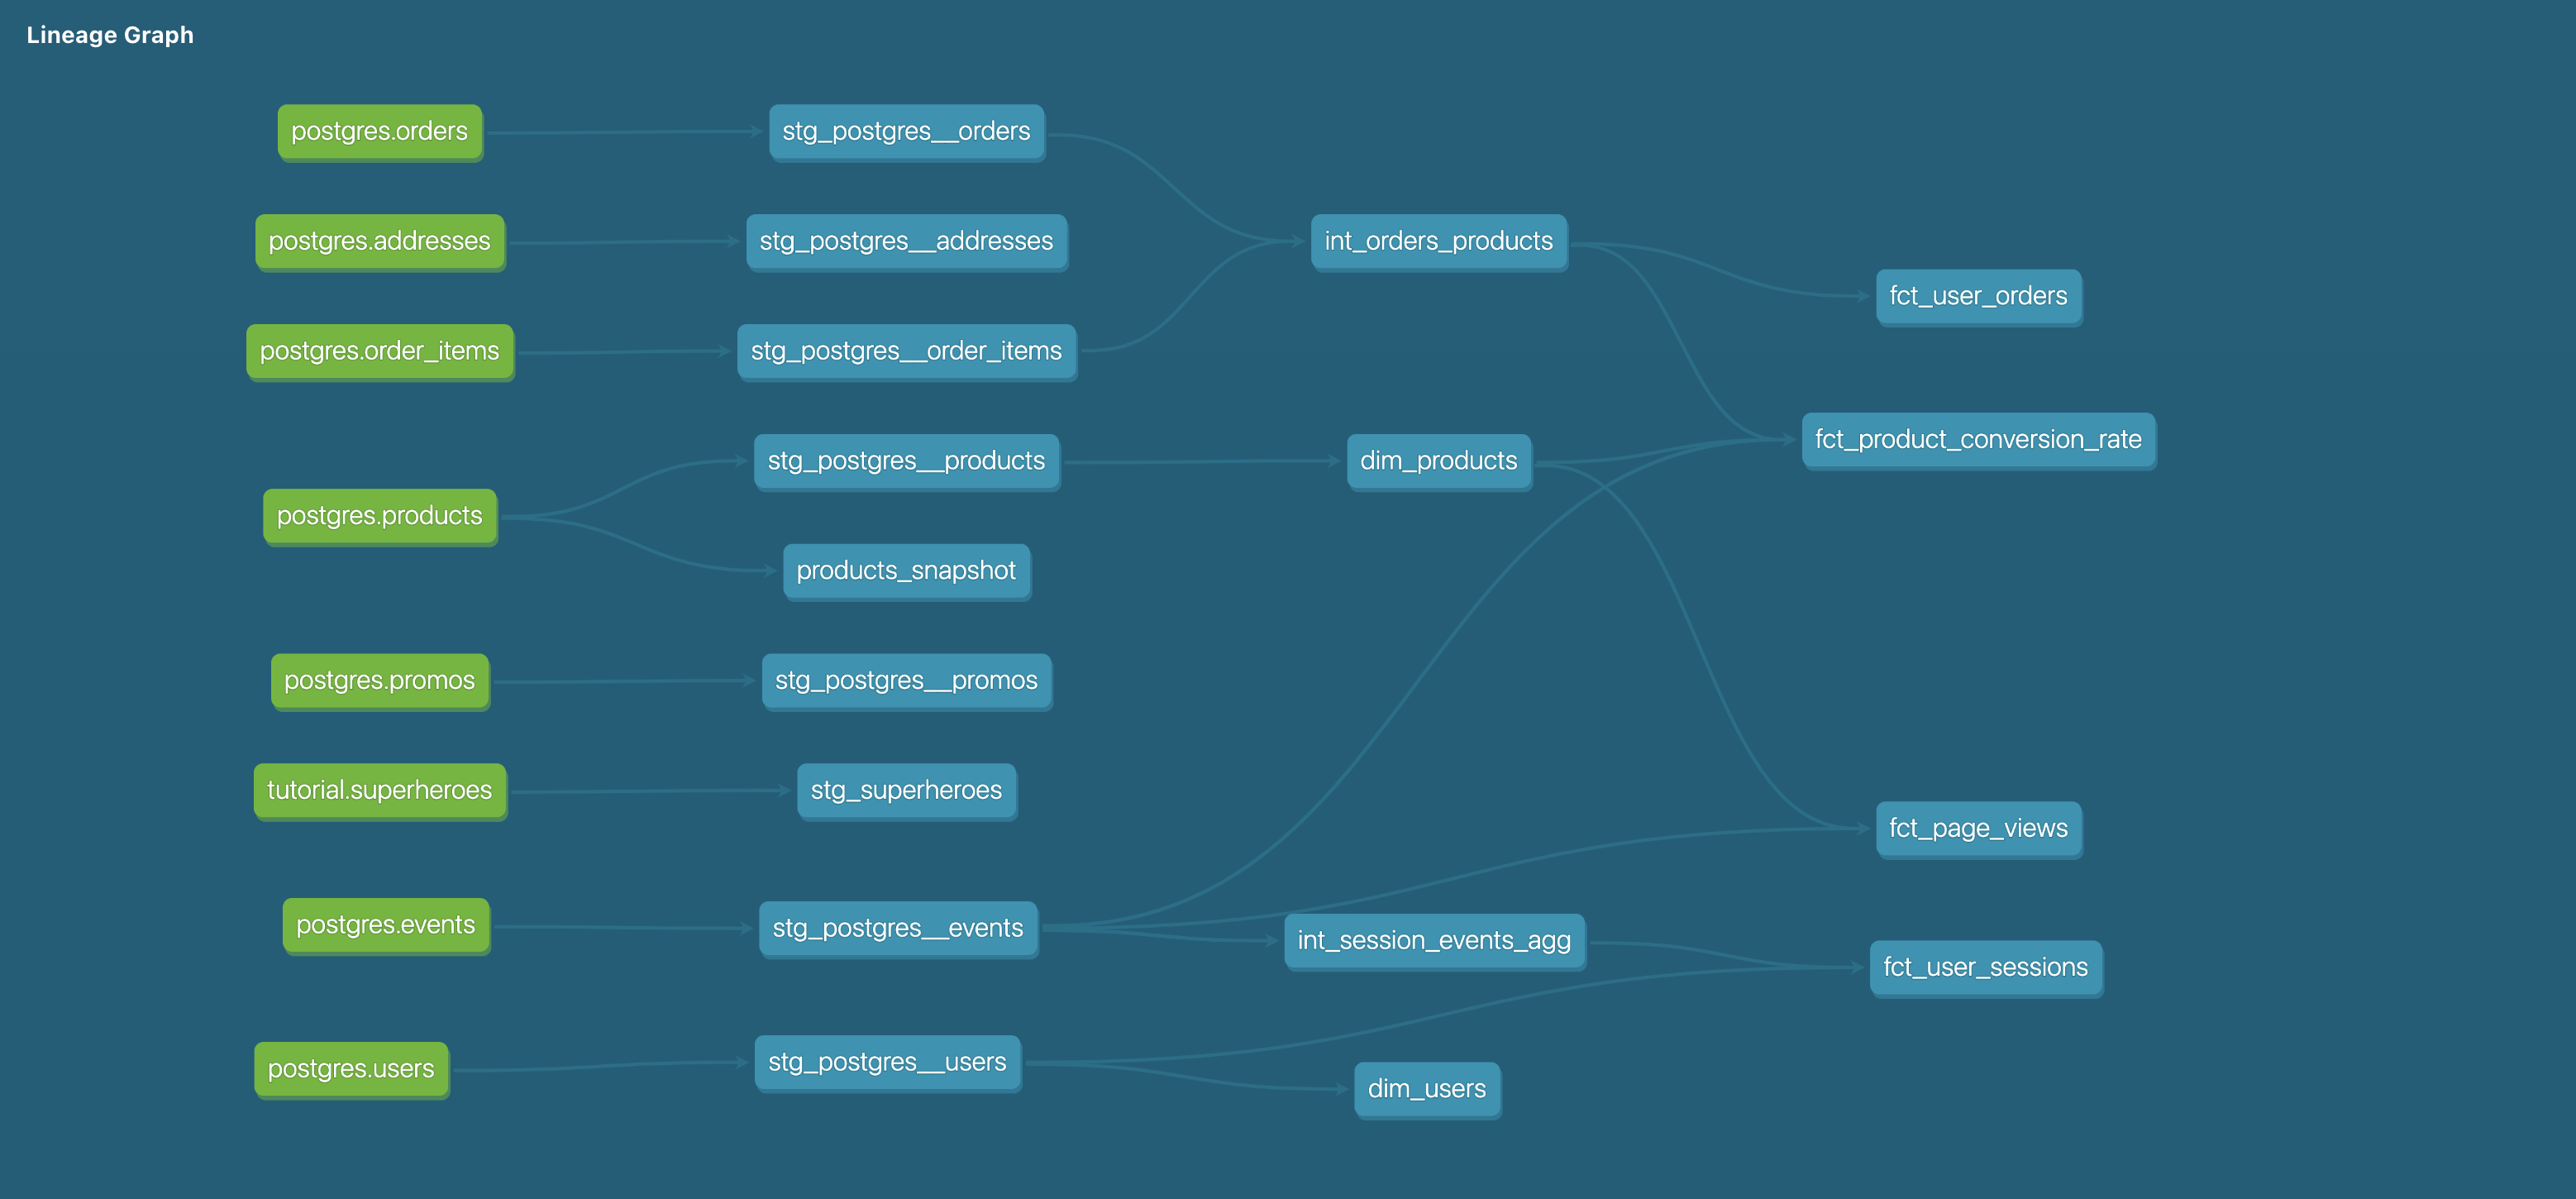 Lineage Graph
postgres.orders
stg_postgres__orders
postgres.addresses
stg_postgres__addresses
int_orders_products
fct_user_orders
postgres.order_items
stg_postgres__order_items
stg_postgres__products
dim_products
fct_product_conversion_rate
postgres.products
products_snapshot
postgres.promos
stg_postgres__promos
tutorial.superheroes
stg_superheroes
fct_page_views
postgres.events
stg_postgres__events
int_session_events_agg
fct_user_sessions
postgres.users
stg_postgres__users
dim_users